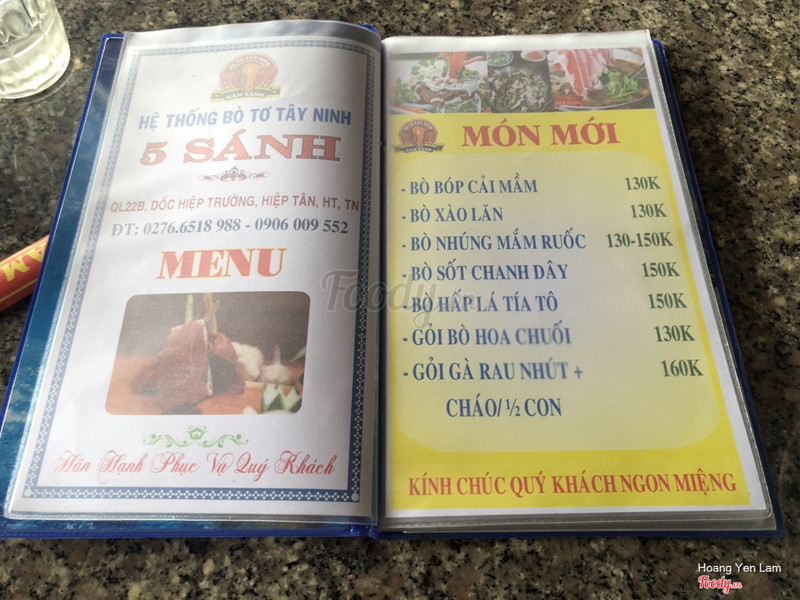 HỆ THỐNG BÒ TƠ TÂY NINH
5 SÁNH
QL22B, DỐC HIỆP TRƯỜNG, HIỆP TÂN, HT, TN
ĐT: 0276.6518 988 - 0906 009 552
MENU
Hân Hạnh Phục Vụ Quý Khách
NĂM SÁNH
MÓN MỚI
- BÒ BÓP CẢI MẦM 130K
- BÒ XÀO LĂN 130K
- BÒ NHÚNG MẮM RUỐC 130-150K
- BÒ SỐT CHANH DÂY 150K
- BÒ HẤP LÁ TÍA TÔ 150K
- GỎI BÒ HOA CHUỐI 130K
- GỎI GÀ RAU NHÚT + 160K
CHÁO/ ½ CON
KÍNH CHÚC QUÝ KHÁCH NGON MIỆNG
Foody
Hoang Yen Lam
Foody.vn